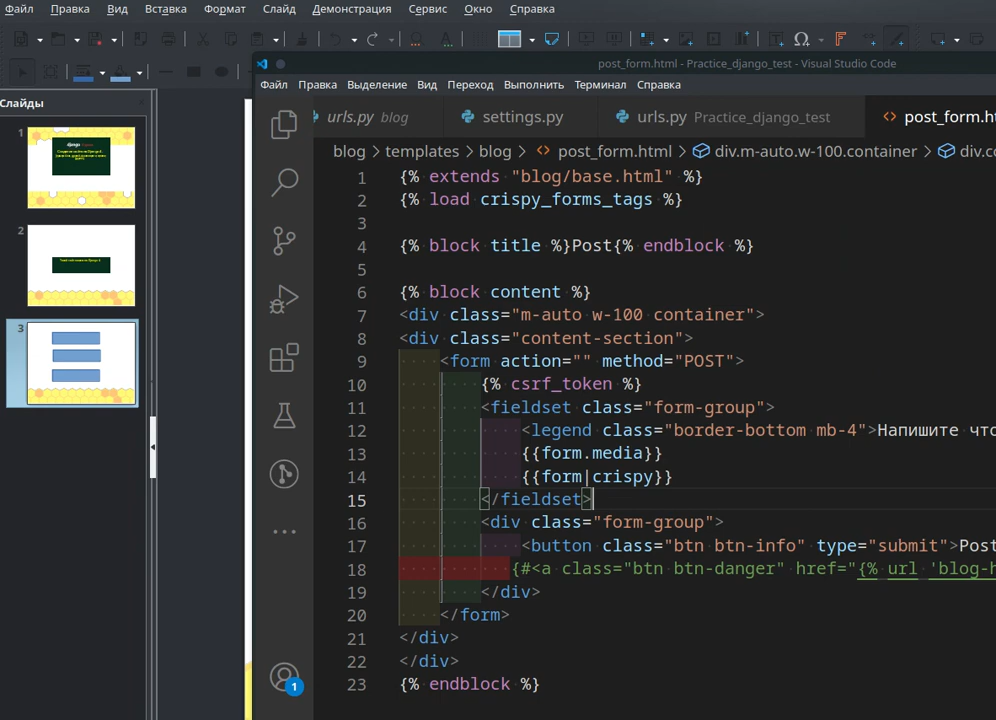 Файл Правка Вид Вставка Формат Слайд Демонстрация Сервис Окно Справка
post_form.html - Practice_django_test - Visual Studio Code
Файл Правка Выделение Вид Переход Выполнить Терминал Справка
Слайды
urls.py blog settings.py urls.py Practice_django_test <> post_form.ht
blog > templates > blog > <> post_form.html > div.m-auto.w-100.container > div.co
1 {% extends "blog/base.html" %}
2 {% load crispy_forms_tags %}
3
4 {% block title %}Post{% endblock %}
5
6 {% block content %}
7 <div class="m-auto w-100 container">
8 <div class="content-section">
9 <form action="" method="POST">
10 {% csrf_token %}
11 <fieldset class="form-group">
12 <legend class="border-bottom mb-4">Напишите что
13 {{form.media}}
14 {{form|crispy}}
15 </fieldset>
16 <div class="form-group">
17 <button class="btn btn-info" type="submit">Post
18 {#<a class="btn btn-danger" href="{% url 'blog-h
19 </div>
20 </form>
21 </div>
22 </div>
23 {% endblock %}
1
2
3
1